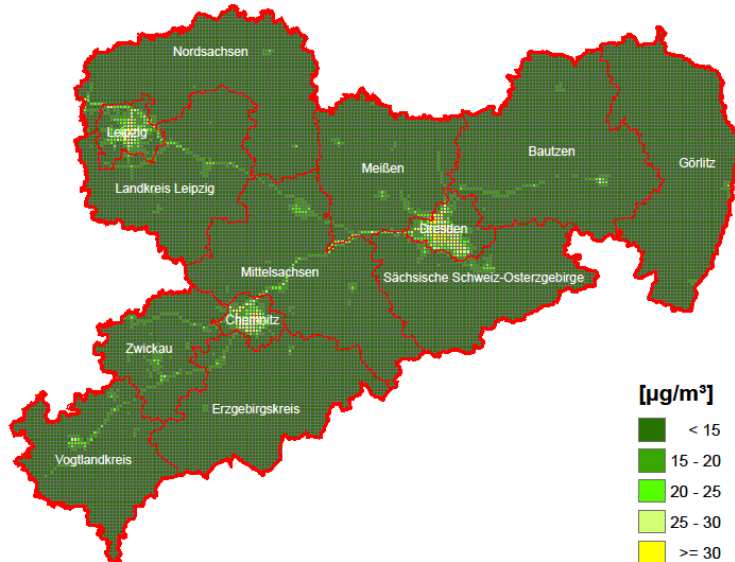 Nordsachsen
Leipzig
Landkreis Leipzig
Meißen
Bautzen
Görlitz
Dresden
Mittelsachsen
Sächsische Schweiz-Osterzgebirge
Chemnitz
Zwickau
Erzgebirgskreis
Vogtlandkreis
[µg/m³]
< 15
15 - 20
20 - 25
25 - 30
>= 30